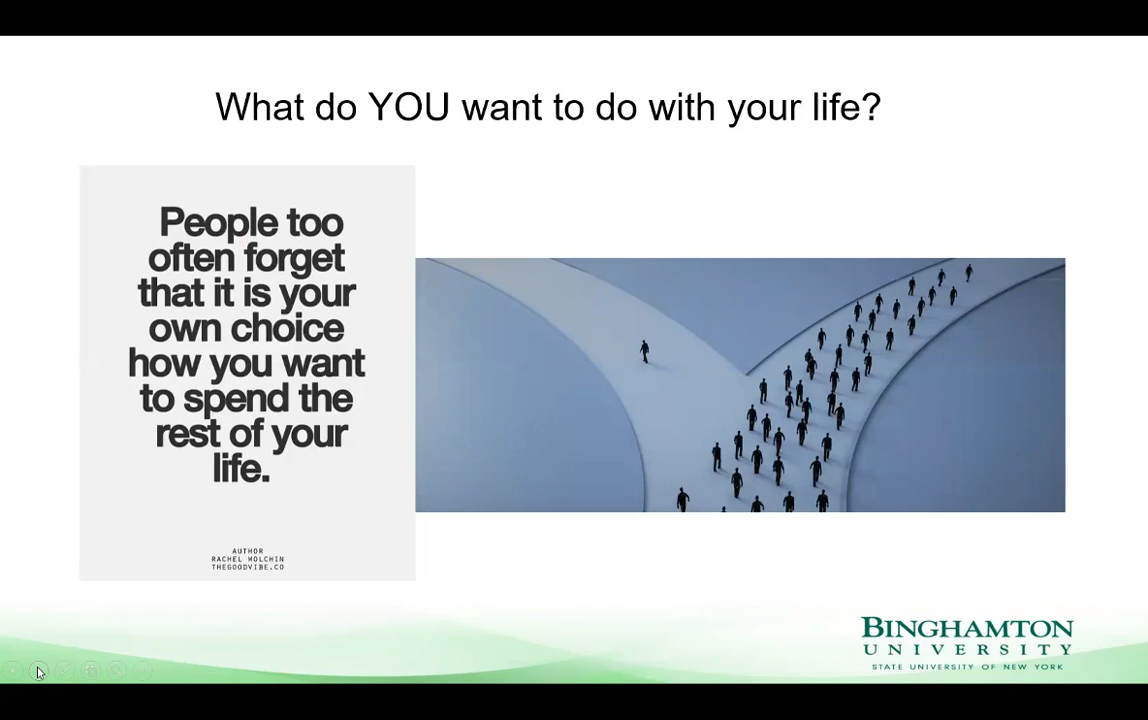 What do YOU want to do with your life?
People too
often forget
that it is your
own choice
how you want
to spend the
rest of your
life.
AUTHOR
RACHEL WOLCHIN
THEGOODVIBE.CO
BINGHAMTON
UNIVERSITY
STATE UNIVERSITY OF NEW YORK